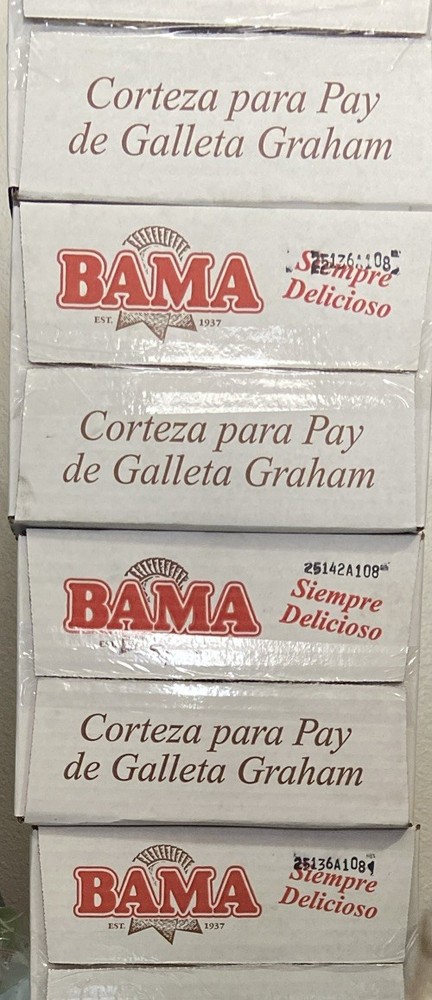 Corteza para Pay
de Galleta Graham
BAMA
EST. 1937
Siempre
Delicioso
Corteza para Pay
de Galleta Graham
BAMA
25142A108
Siempre
Delicioso
Corteza para Pay
de Galleta Graham
BAMA
EST. 1937
25136A108
Siempre
Delicioso